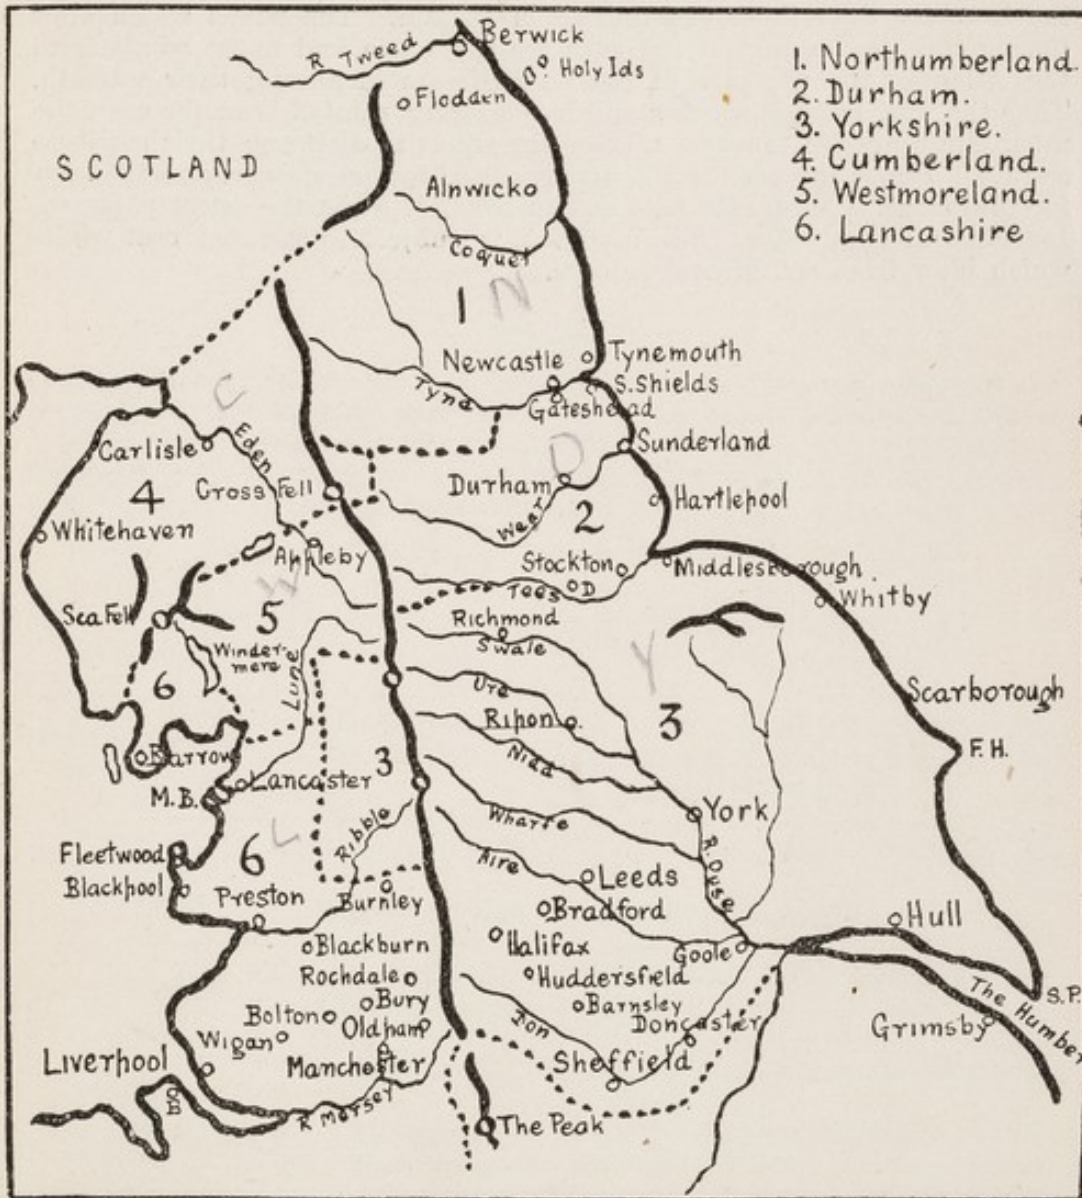 R Tweed
Berwick
Holy Ids
Flodden
SCOTLAND
1. Northumberland.
2. Durham.
3. Yorkshire.
4. Cumberland.
5. Westmoreland.
6. Lancashire
Alnwick
Coquet
1 N
Newcastle
Tynemouth
Tyne
S. Shields
Gateshead
C
Eden
Carlisle
D
Sunderland
4
Cross Fell
Durham
Hartlepool
Wear
2
Whitehaven
Appleby
Stockton
Middlesborough.
W
Tees
D
Whitby
Sea Fell
5
Richmond
Swale
Winder-
mere
Y
6
Lune
Ure
Scarborough
Ripon
3
F.H.
Barrow
Nidd
3
M.B.
Lancaster
York
Wharfe
Ribble
Fleetwood
6 L
Aire
R. Ouse
Blackpool
Leeds
Preston
Burnley
Bradford
Hull
Blackburn
Halifax
Goole
Rochdale
Huddersfield
S.P.
Bury
Barnsley
The Humber
Bolton
Oldham
Don
Doncaster
Grimsby
Wigan
Liverpool
Manchester
Sheffield
B
R Mersey
The Peak